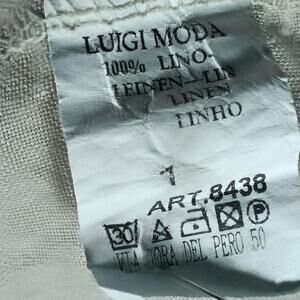 LUIGI MODA
100% LINO
LEINEN-LIN
LINEN
LINHO
1
ART.8438
30 P
VIA DEL PERO 50